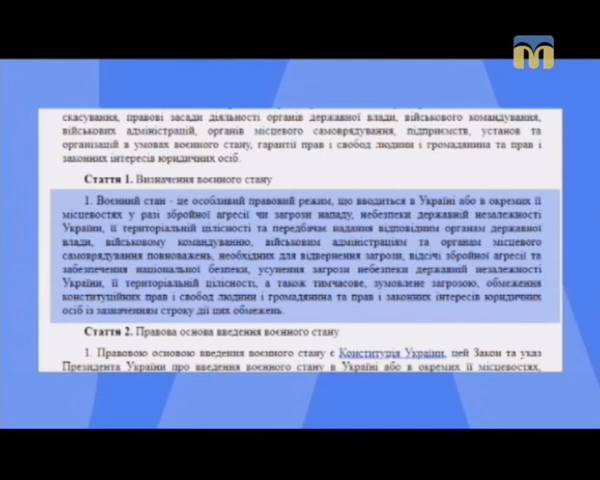 скасування, правові засади діяльності органів державної влади, військового командування,
військових адміністрацій, органів місцевого самоврядування, підприємств, установ та
організацій в умовах воєнного стану, гарантії прав і свобод людини і громадянина та прав і
законних інтересів юридичних осіб.
Стаття 1. Визначення воєнного стану
1. Воєнний стан - це особливий правовий режим, що вводиться в Україні або в окремих її
місцевостях у разі збройної агресії чи загрози нападу, небезпеки державній незалежності
України, її територіальній цілісності та передбачає надання відповідним органам державної
влади, військовому командуванню, військовим адміністраціям та органам місцевого
самоврядування повноважень, необхідних для відвернення загрози, відсічі збройної агресії та
забезпечення національної безпеки, усунення загрози небезпеки державній незалежності
України, її територіальній цілісності, а також тимчасове, зумовлене загрозою, обмеження
конституційних прав і свобод людини і громадянина та прав і законних інтересів юридичних
осіб із зазначенням строку дії цих обмежень.
Стаття 2. Правова основа введення воєнного стану
1. Правовою основою введення воєнного стану є Конституція України, цей Закон та указ
Президента України про введення воєнного стану в Україні або в окремих її місцевостях,